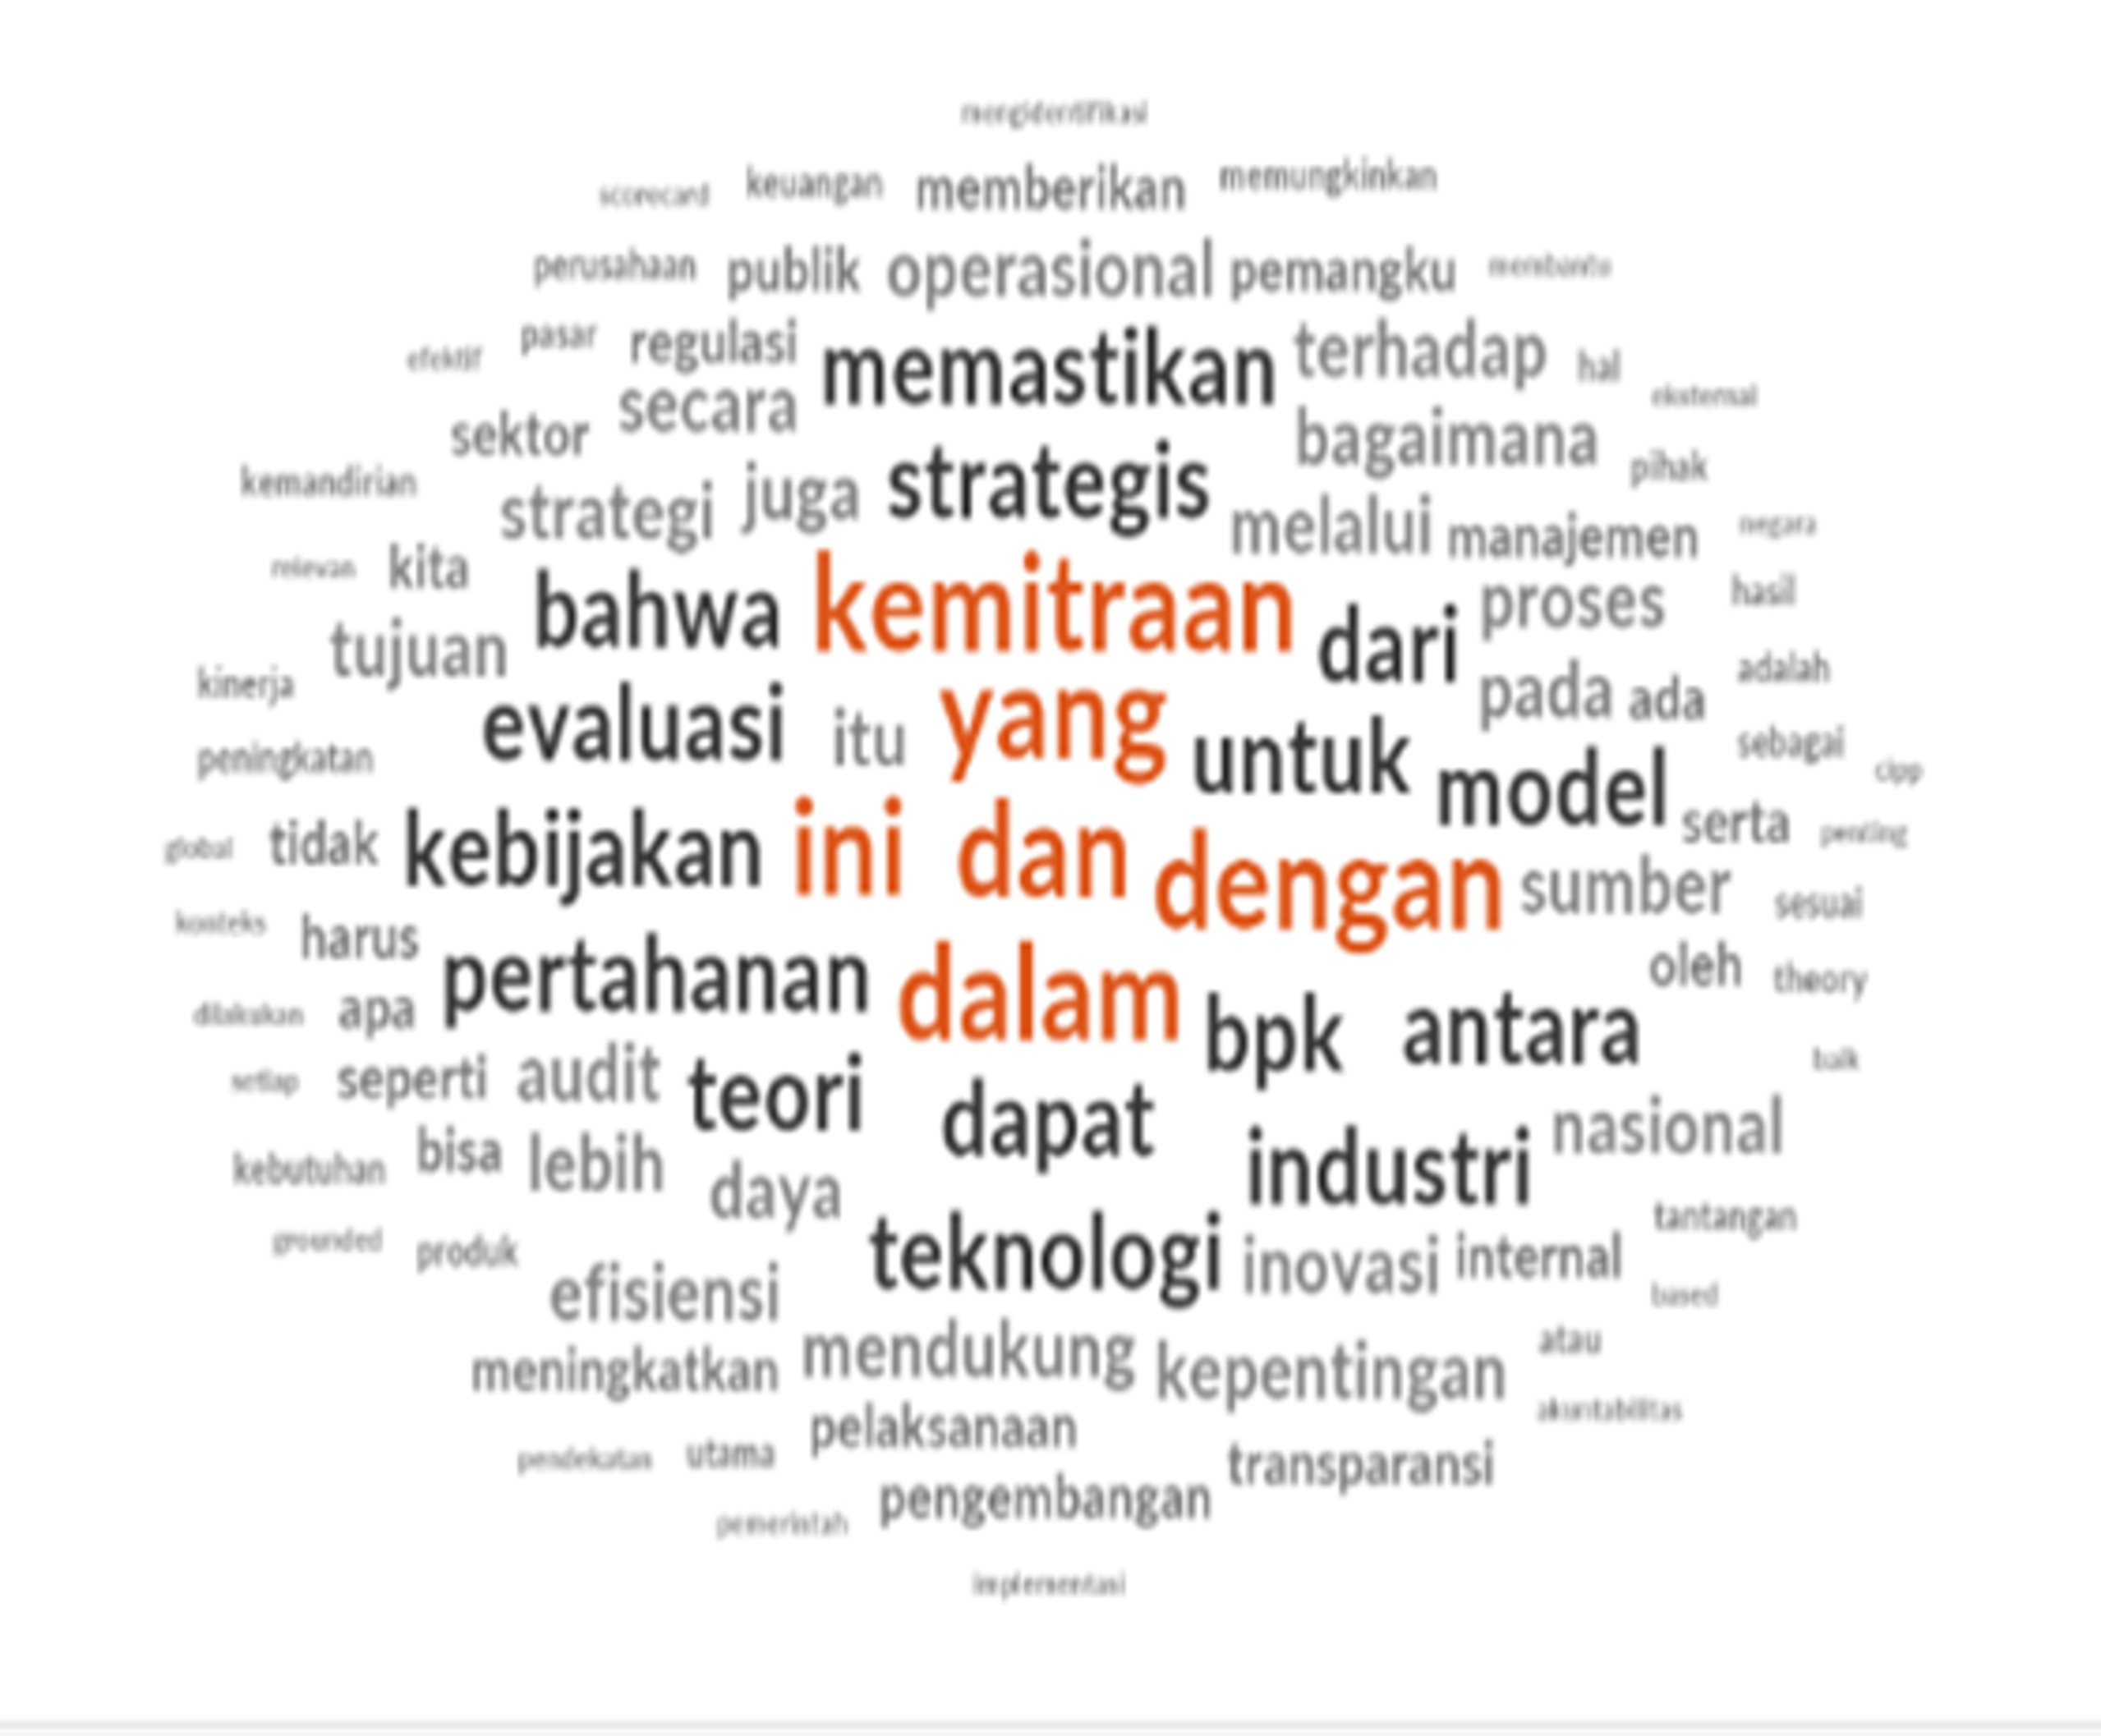 mengidentifikasi
scorecard keuangan memberikan memungkinkan
perusahaan publik operasional pemangku membantu
efektif pasar regulasi memastikan terhadap hal
sektor secara bagaimana eksternal
kemandirian strategi juga strategis melalui manajemen pihak negara
relevan kita bahwa kemitraan dari proses hasil
kinerja tujuan evaluasi itu yang untuk pada ada adalah
peningkatan model sebagai cipp
global tidak kebijakan ini dan dengan serta penting
konteks harus pertahanan dalam sumber sesuai
dilakukan apa bpk antara oleh theory
setiap seperti audit teori dapat baik
kebutuhan bisa lebih daya industri nasional
grounded produk efisiensi teknologi inovasi internal tantangan
based
meningkatkan mendukung kepentingan atau
pelaksanaan akuntabilitas
pendekatan utama pengembangan transparansi
pemerintah
implementasi